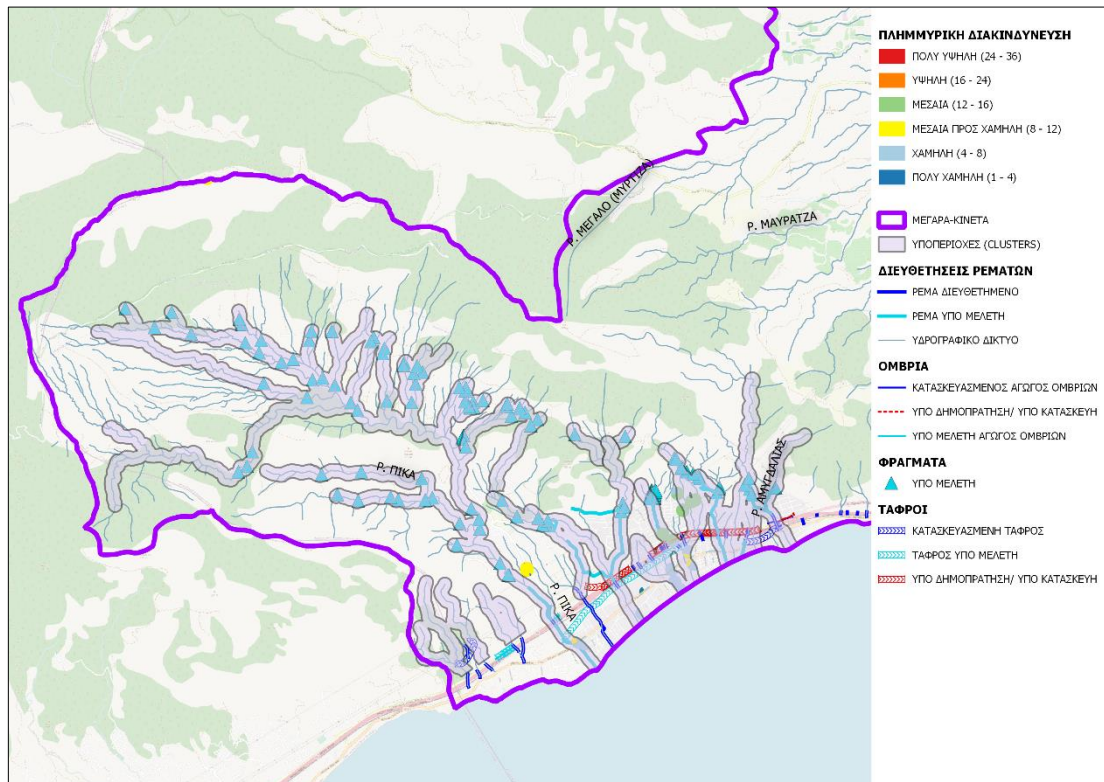 Ρ. ΜΕΓΑΛΟ (ΜΥΡΤΙΖΑ)
Ρ. ΜΑΥΡΑΤΖΑ
Ρ. ΠΙΚΑ
Ρ. ΑΜΥΓΔΑΛΙΑΣ
Ρ. ΠΙΚΑ
ΠΛΗΜΜΥΡΙΚΗ ΔΙΑΚΙΝΔΥΝΕΥΣΗ
ΠΟΛΥ ΥΨΗΛΗ (24 - 36)
ΥΨΗΛΗ (16 - 24)
ΜΕΣΑΙΑ (12 - 16)
ΜΕΣΑΙΑ ΠΡΟΣ ΧΑΜΗΛΗ (8 - 12)
ΧΑΜΗΛΗ (4 - 8)
ΠΟΛΥ ΧΑΜΗΛΗ (1 - 4)
ΜΕΓΑΡΑ-ΚΙΝΕΤΑ
ΥΠΟΠΕΡΙΟΧΕΣ (CLUSTERS)
ΔΙΕΥΘΕΤΗΣΕΙΣ ΡΕΜΑΤΩΝ
ΡΕΜΑ ΔΙΕΥΘΕΤΗΜΕΝΟ
ΡΕΜΑ ΥΠΟ ΜΕΛΕΤΗ
ΥΔΡΟΓΡΑΦΙΚΟ ΔΙΚΤΥΟ
ΟΜΒΡΙΑ
ΚΑΤΑΣΚΕΥΑΣΜΕΝΟΣ ΑΓΩΓΟΣ ΟΜΒΡΙΩΝ
ΥΠΟ ΔΗΜΟΠΡΑΤΗΣΗ/ ΥΠΟ ΚΑΤΑΣΚΕΥΗ
ΥΠΟ ΜΕΛΕΤΗ ΑΓΩΓΟΣ ΟΜΒΡΙΩΝ
ΦΡΑΓΜΑΤΑ
ΥΠΟ ΜΕΛΕΤΗ
ΤΑΦΡΟΙ
ΚΑΤΑΣΚΕΥΑΣΜΕΝΗ ΤΑΦΡΟΣ
ΤΑΦΡΟΣ ΥΠΟ ΜΕΛΕΤΗ
ΥΠΟ ΔΗΜΟΠΡΑΤΗΣΗ/ ΥΠΟ ΚΑΤΑΣΚΕΥΗ